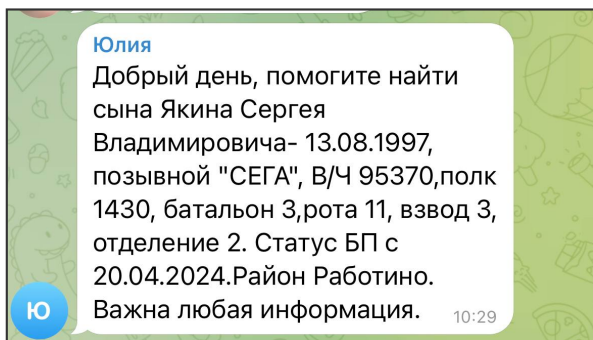 Юлия
Добрый день, помогите найти
сына Якина Сергея
Владимировича- 13.08.1997,
позывной "СЕГА", В/Ч 95370,полк
1430, батальон 3,рота 11, взвод 3,
отделение 2. Статус БП с
20.04.2024.Район Работино.
Важна любая информация. 10:29
Ю